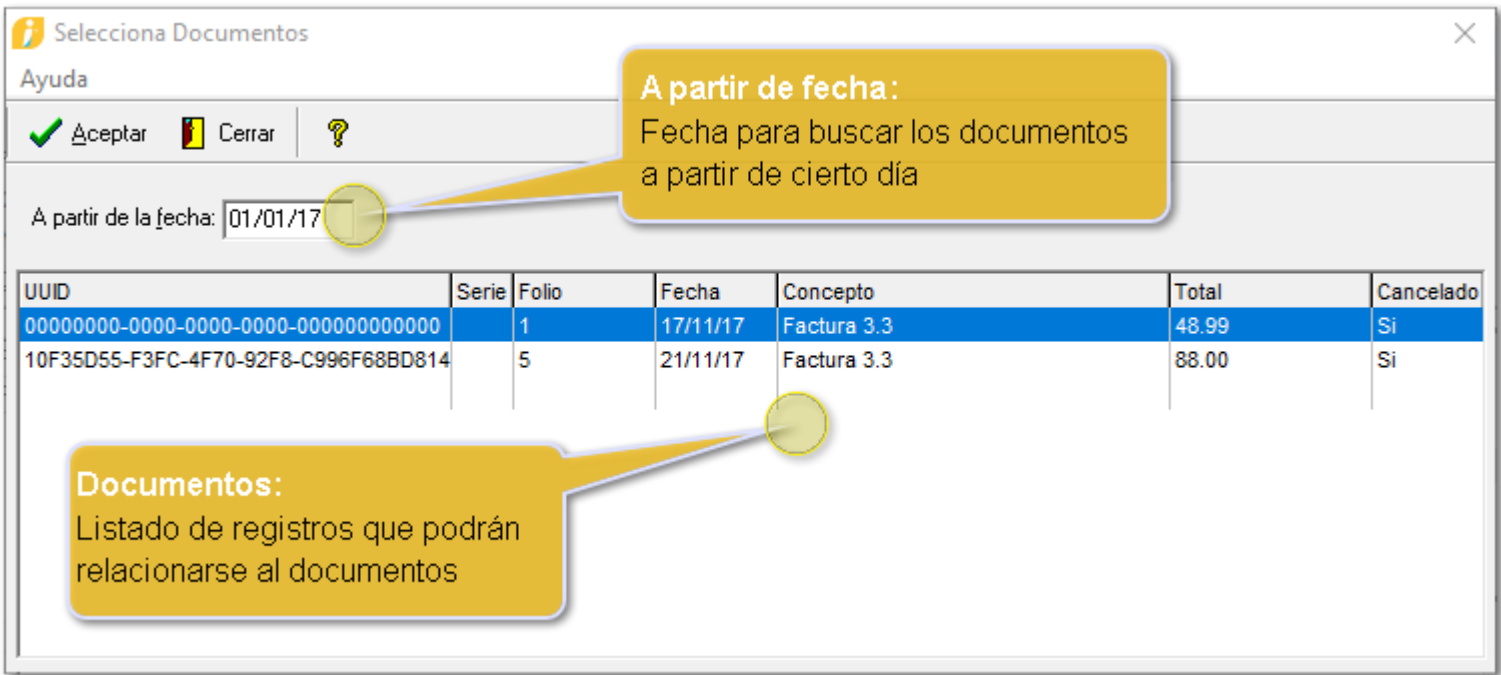 Selecciona Documentos
Ayuda
Aceptar Cerrar
A partir de fecha:
Fecha para buscar los documentos
a partir de cierto día
A partir de la fecha: 01/01/17
UUID Serie Folio Fecha Concepto Total Cancelado
00000000-0000-0000-0000-000000000000 1 17/11/17 Factura 3.3 48.99 Si
10F35D55-F3FC-4F70-92F8-C996F68BD814 5 21/11/17 Factura 3.3 88.00 Si
Documentos:
Listado de registros que podrán
relacionarse al documentos